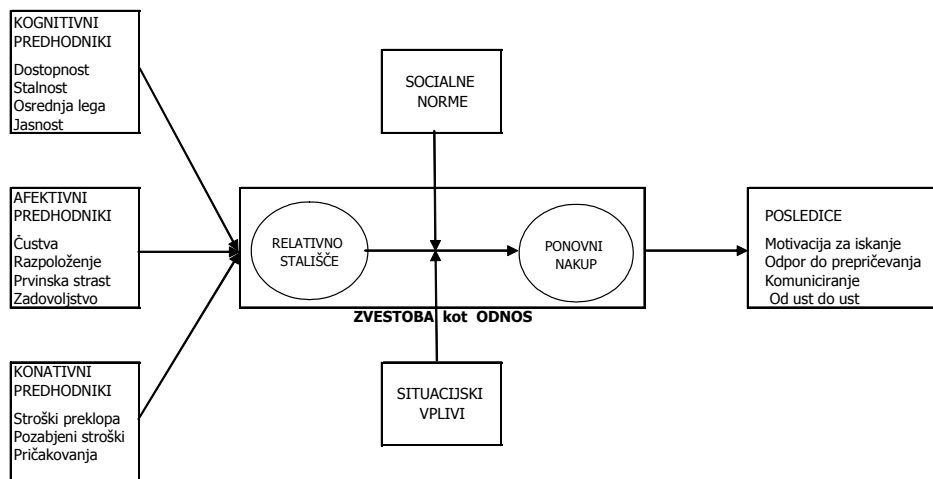 KOGNITIVNI
PREDHODNIKI
Dostopnost
Stalnost
Osrednja lega
Jasnost
SOCIALNE
NORME
AFEKTIVNI
PREDHODNIKI
Čustva
Razpoloženje
Prvinska strast
Zadovoljstvo
RELATIVNO
STALIŠČE
PONOVNI
NAKUP
ZVESTOBA kot ODNOS
POSLEDICE
Motivacija za iskanje
Odpor do prepričevanja
Komuniciranje
Od ust do ust
KONATIVNI
PREDHODNIKI
Stroški preklopa
Pozabjeni stroški
Pričakovanja
SITUACIJSKI
VPLIVI